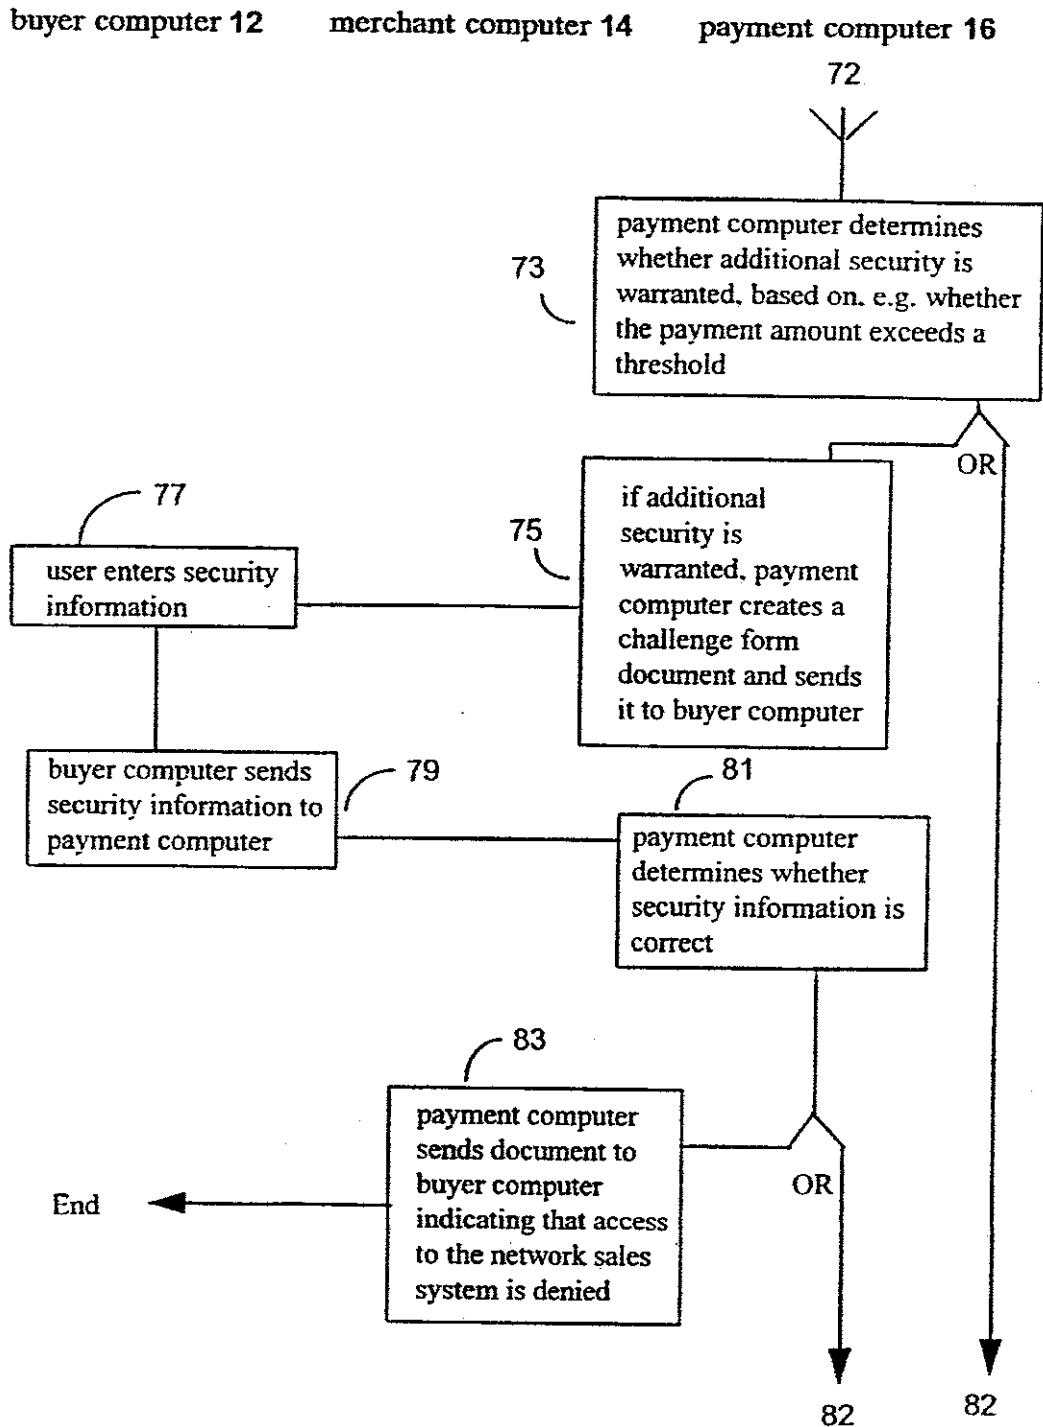 buyer computer 12 merchant computer 14 payment computer 16
72
payment computer determines
whether additional security is
warranted, based on, e.g. whether
the payment amount exceeds a
threshold
73
OR
if additional
security is
warranted, payment
computer creates a
challenge form
document and sends
it to buyer computer
75
77
user enters security
information
buyer computer sends
security information to
payment computer
79
81
payment computer
determines whether
security information is
correct
83
payment computer
sends document to
buyer computer
indicating that access
to the network sales
system is denied
OR
End
82
82